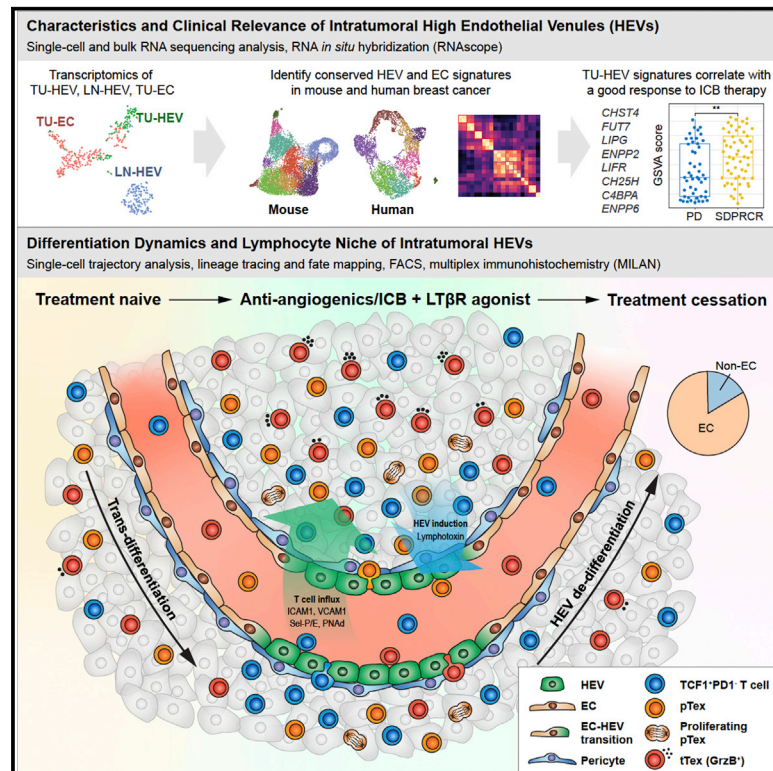 Characteristics and Clinical Relevance of Intratumoral High Endothelial Venules (HEVs)
Single-cell and bulk RNA sequencing analysis, RNA in situ hybridization (RNAscope)
Transcriptomics of
TU-HEV, LN-HEV, TU-EC
TU-EC
TU-HEV
LN-HEV
Identify conserved HEV and EC signatures
in mouse and human breast cancer
Mouse
Human
TU-HEV signatures correlate with
a good response to ICB therapy
CHST4
FUT7
LIPG
ENPP2
LIFR
CH25H
C4BPA
ENPP6
GSVA score
**
PD
SDPRCR
Differentiation Dynamics and Lymphocyte Niche of Intratumoral HEVs
Single-cell trajectory analysis, lineage tracing and fate mapping, FACS, multiplex immunohistochemistry (MILAN)
Treatment naive
Anti-angiogenics/ICB + LTβR agonist
Treatment cessation
Non-EC
EC
Trans-differentiation
HEV induction
Lymphotoxin
T cell influx
ICAM1, VCAM1
Sel-P/E, PNAd
HEV de-differentiation
HEV
EC
EC-HEV
transition
Pericyte
TCF1⁺PD1⁻ T cell
pTex
Proliferating
pTex
tTex (GrzB⁺)